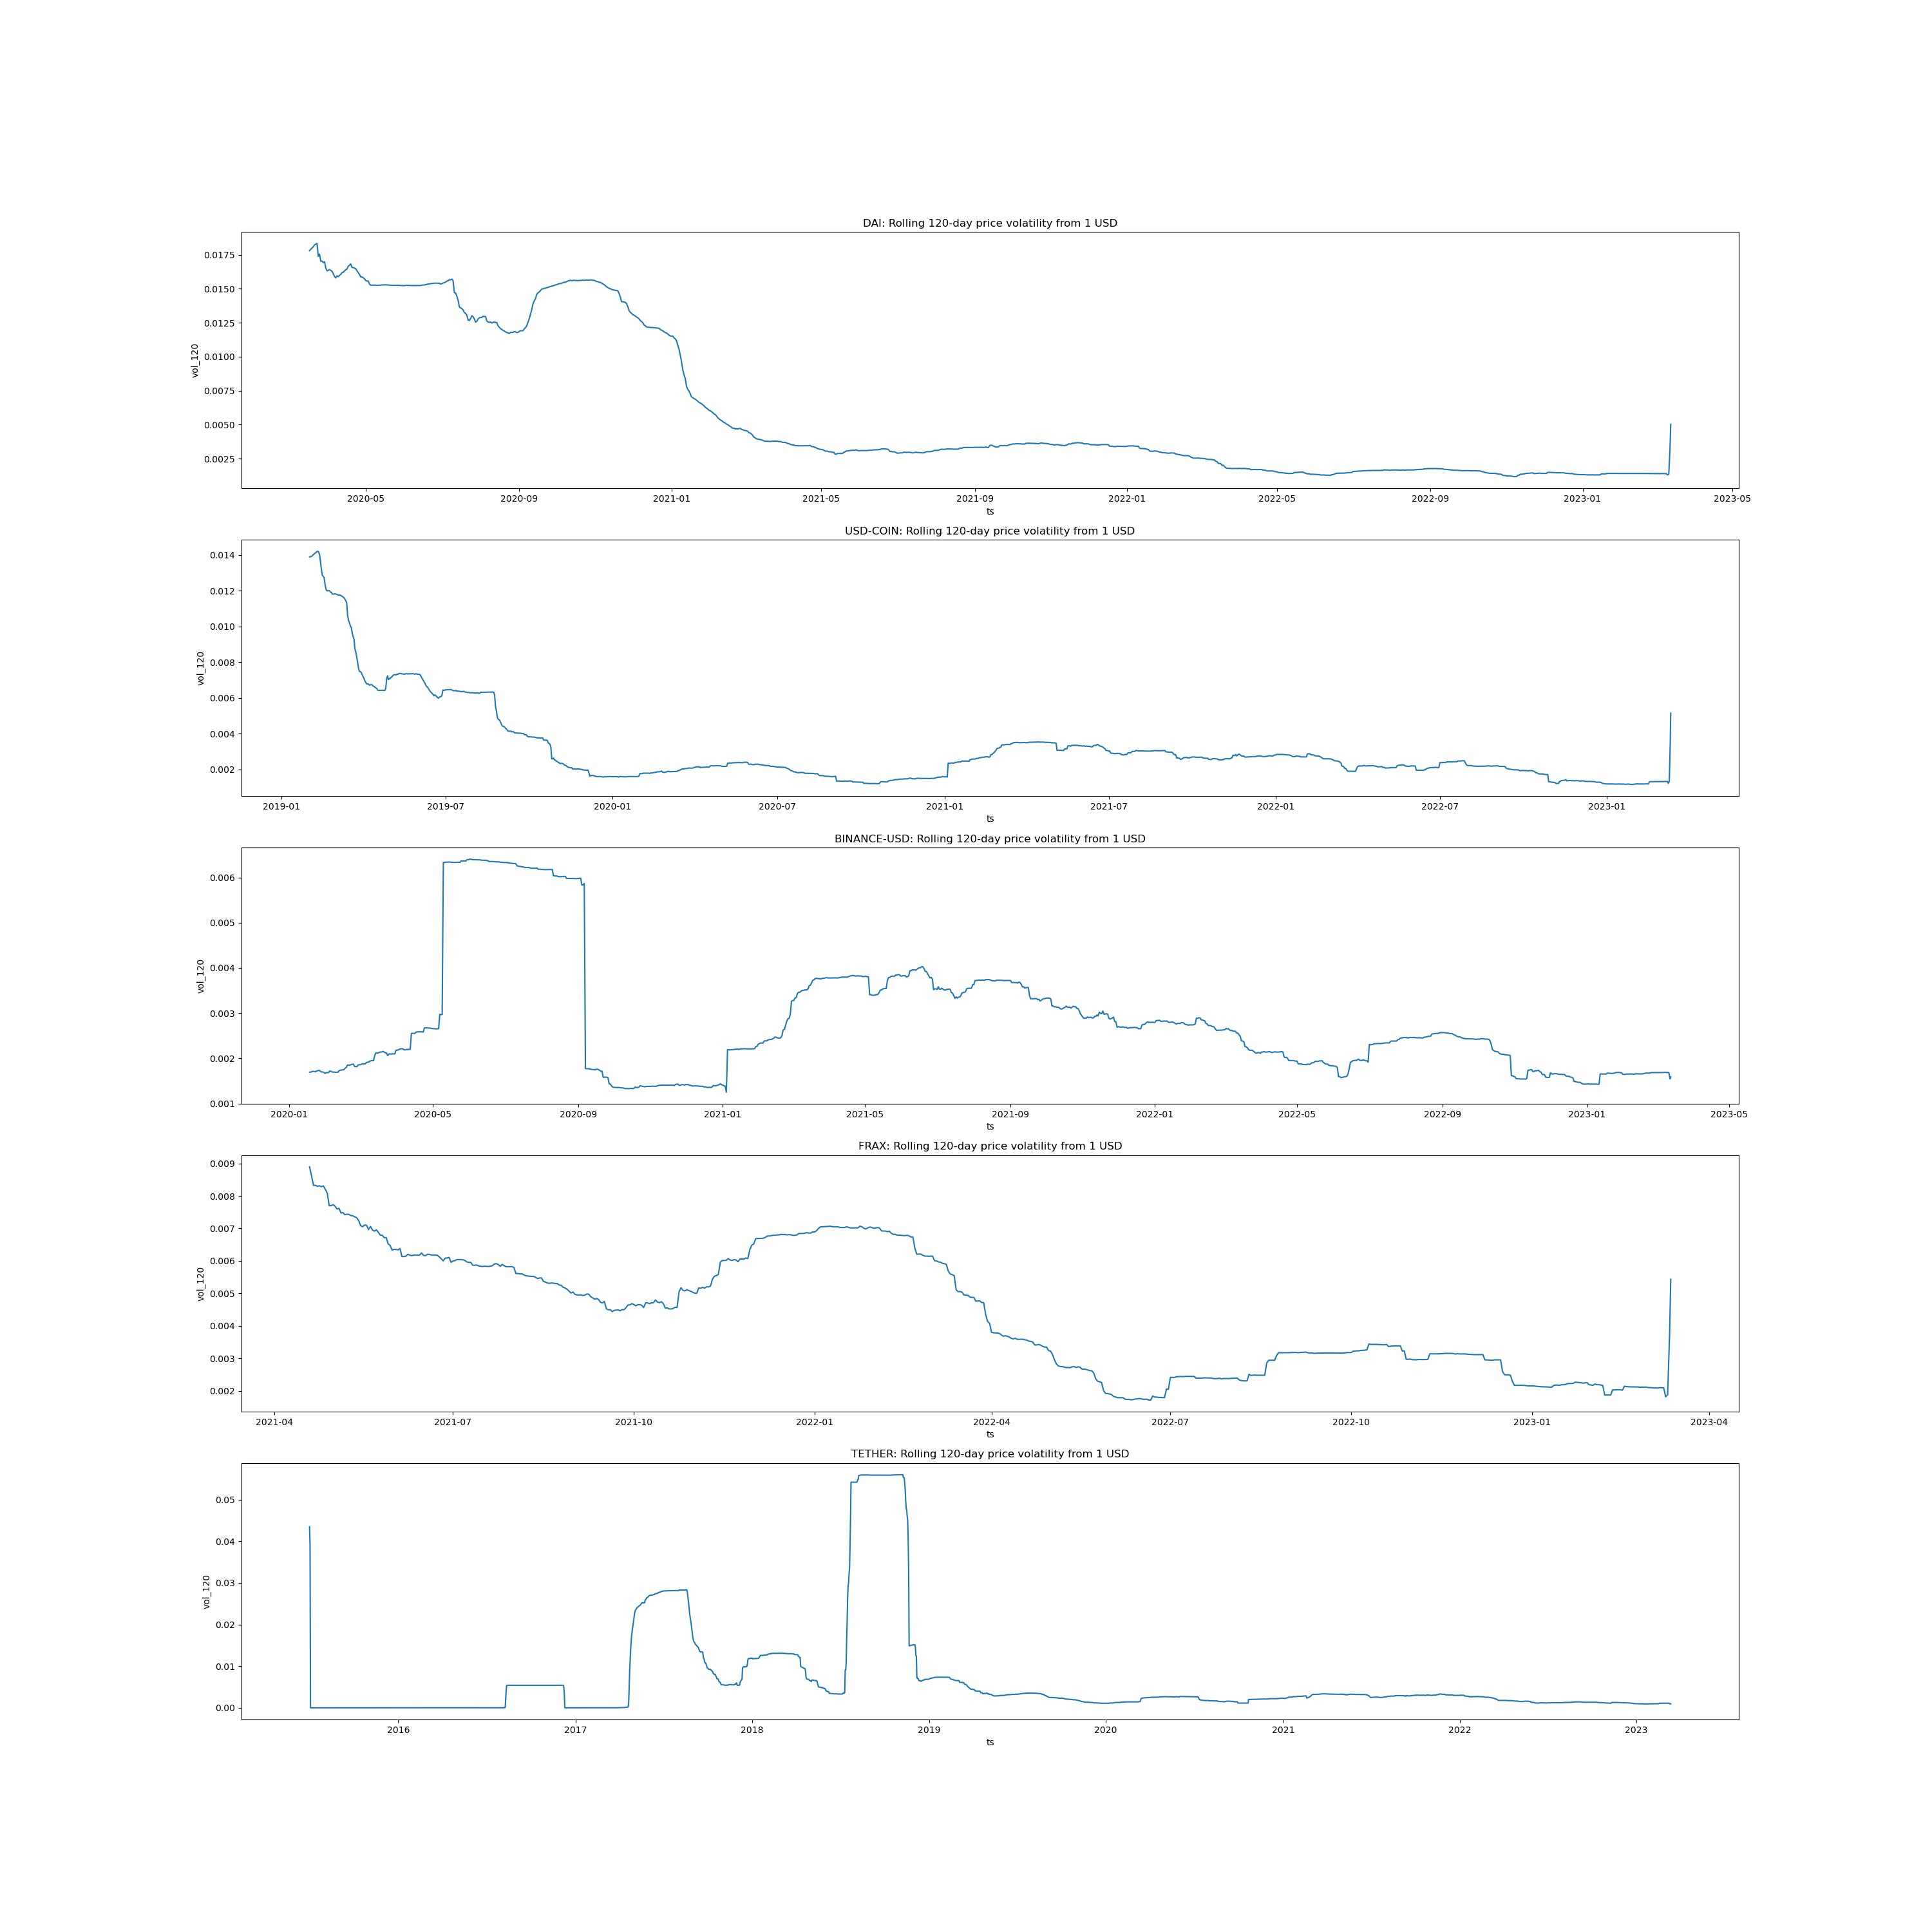 DAI: Rolling 120-day price volatility from 1 USD
0.0175
0.0150
0.0125
0.0100
0.0075
0.0050
0.0025
vol_120
2020-05 2020-09 2021-01 2021-05 2021-09 2022-01 2022-05 2022-09 2023-01 2023-05
ts
USD-COIN: Rolling 120-day price volatility from 1 USD
0.014
0.012
0.010
0.008
0.006
0.004
0.002
vol_120
2019-01 2019-07 2020-01 2020-07 2021-01 2021-07 2022-01 2022-07 2023-01
ts
BINANCE-USD: Rolling 120-day price volatility from 1 USD
0.006
0.005
0.004
0.003
0.002
0.001
vol_120
2020-01 2020-05 2020-09 2021-01 2021-05 2021-09 2022-01 2022-05 2022-09 2023-01 2023-05
ts
FRAX: Rolling 120-day price volatility from 1 USD
0.009
0.008
0.007
0.006
0.005
0.004
0.003
0.002
vol_120
2021-04 2021-07 2021-10 2022-01 2022-04 2022-07 2022-10 2023-01 2023-04
ts
TETHER: Rolling 120-day price volatility from 1 USD
0.05
0.04
0.03
0.02
0.01
0.00
vol_120
2016 2017 2018 2019 2020 2021 2022 2023
ts